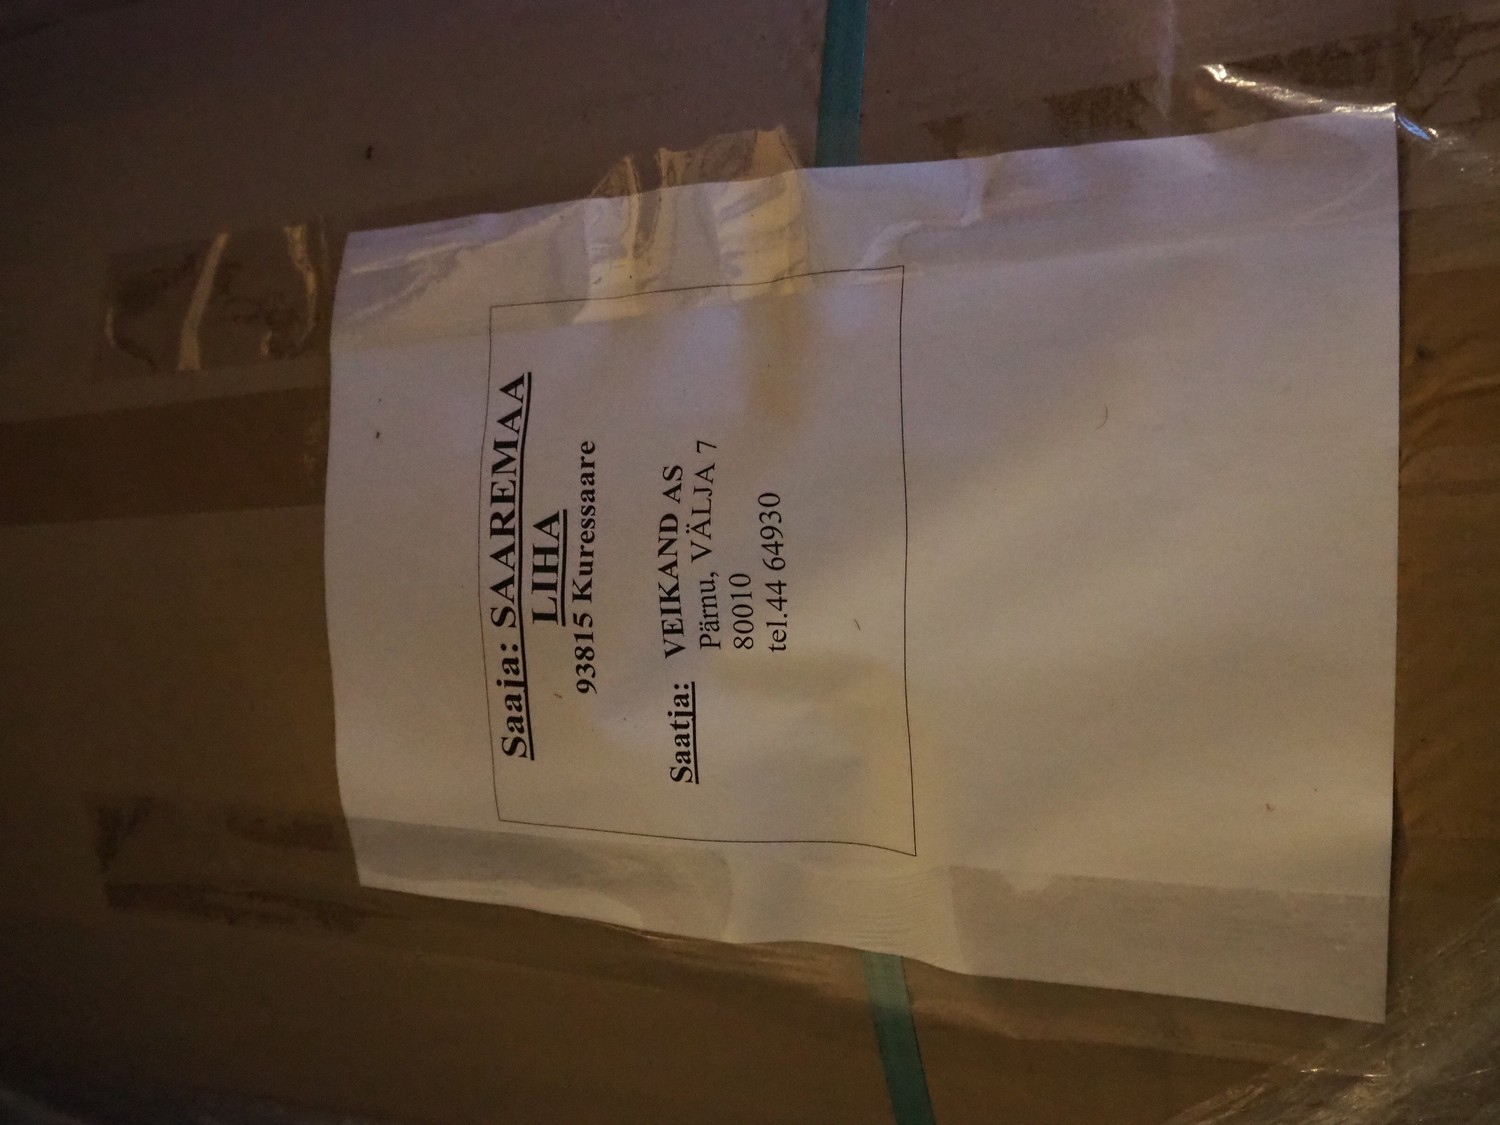 Saaja: SAAREMAA
LIHA
93815 Kuressaare
Saatja: VEIKAND AS
Pärnu, VÄLJA 7
80010
tel.44 64930